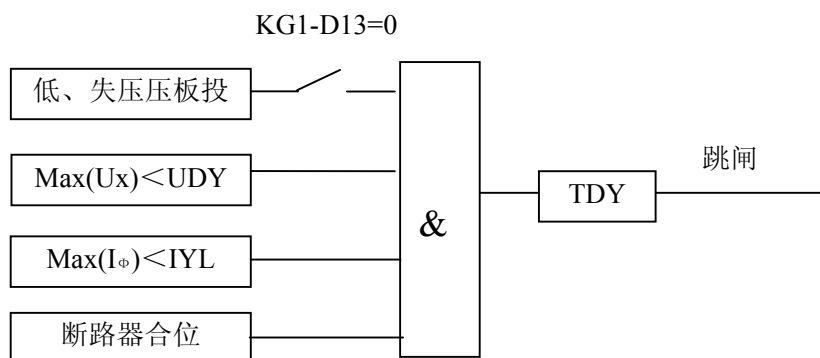 KG1-D13=0
低、失压压板投
Max(Ux)＜UDY
Max(IΦ)＜IYL
断路器合位
&
TDY
跳闸